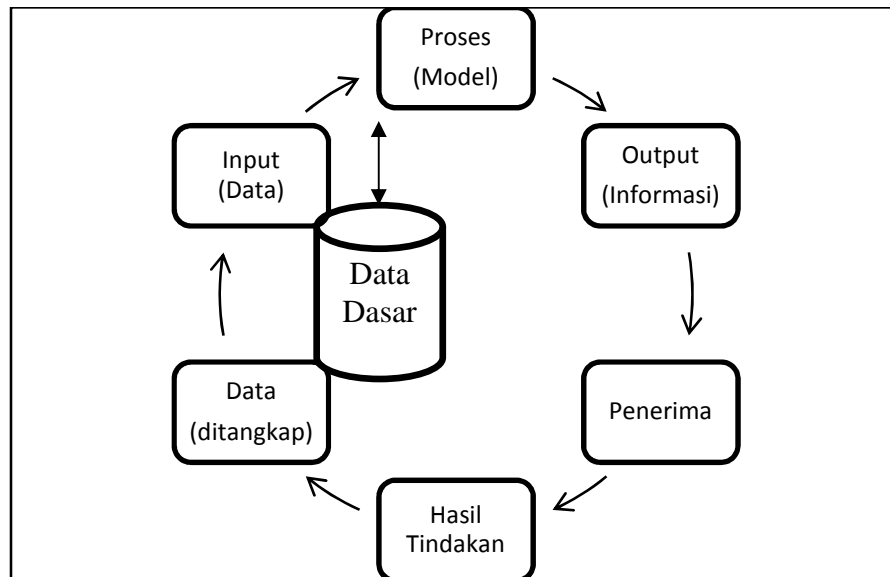 Proses
(Model)
Input
(Data)
Output
(Informasi)
Data
Dasar
Data
(ditangkap)
Penerima
Hasil
Tindakan